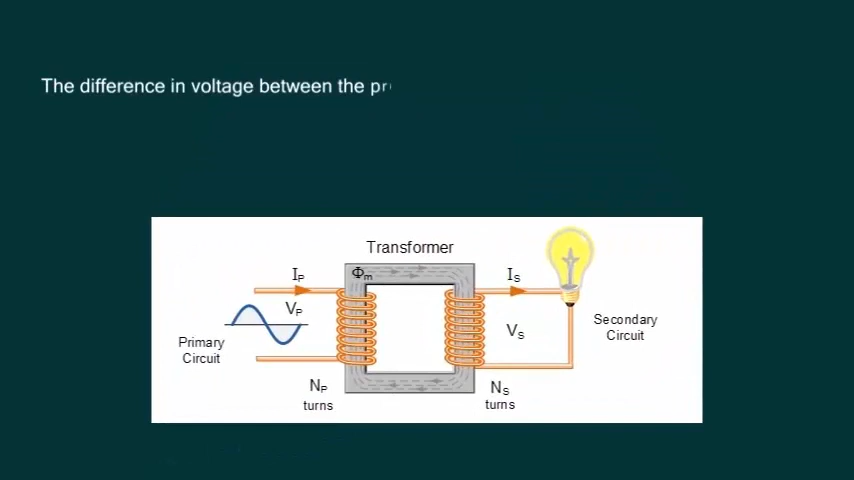 The difference in voltage between the
Transformer
Φm
IP
IS
VP
VS
Primary
Circuit
Secondary
Circuit
NP
turns
NS
turns